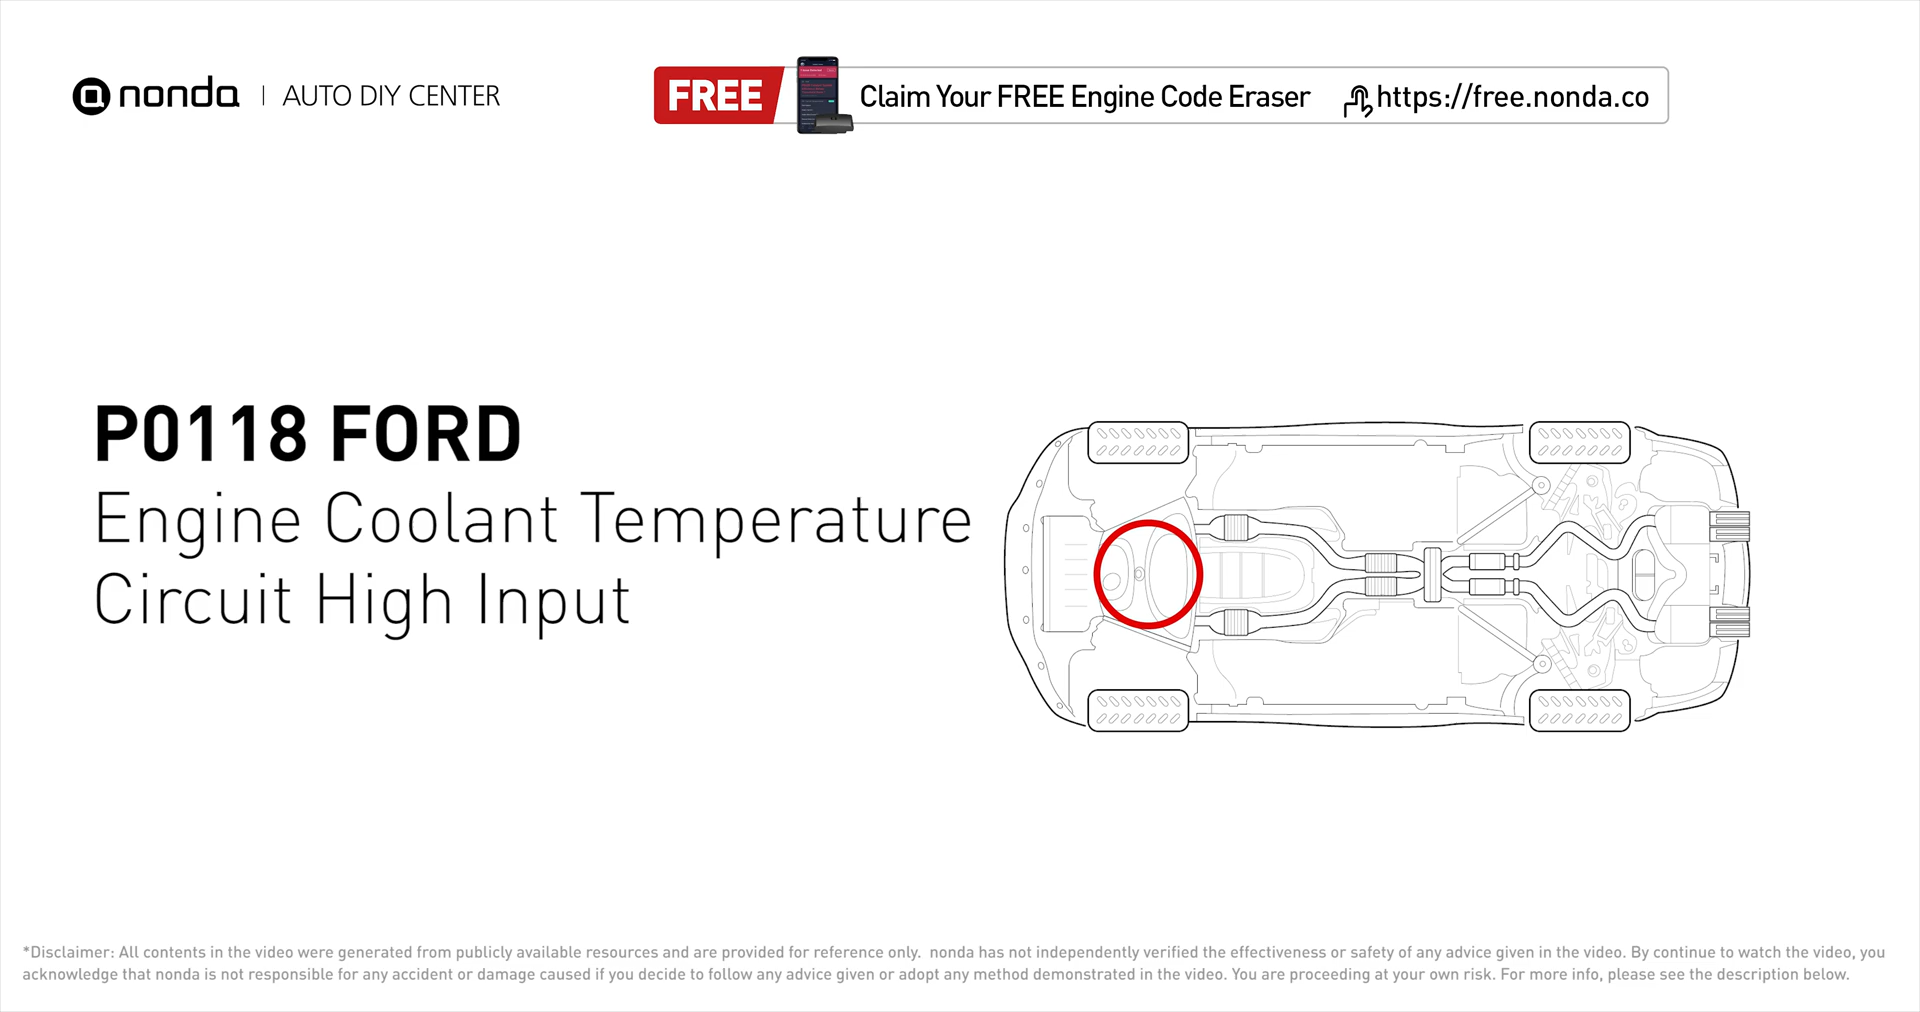 nonda | AUTO DIY CENTER
FREE Claim Your FREE Engine Code Eraser https://free.nonda.co
P0118 FORD
Engine Coolant Temperature
Circuit High Input
*Disclaimer: All contents in the video were generated from publicly available resources and are provided for reference only. nonda has not independently verified the effectiveness or safety of any advice given in the video. By continue to watch the video, you
acknowledge that nonda is not responsible for any accident or damage caused if you decide to follow any advice given or adopt any method demonstrated in the video. You are proceeding at your own risk. For more info, please see the description below.